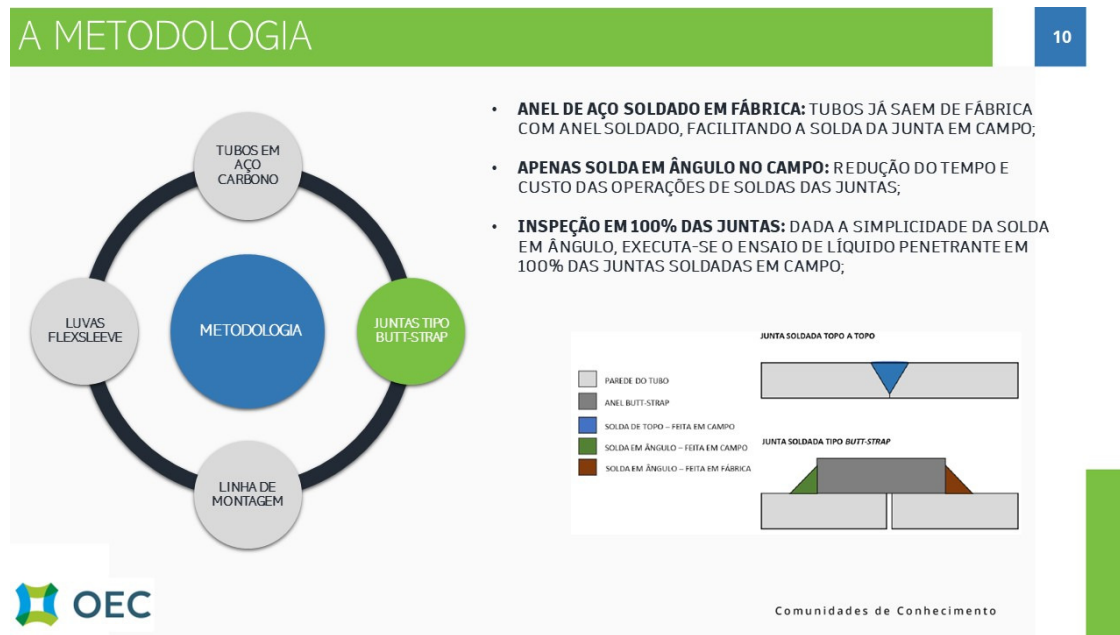 A METODOLOGIA
10
TUBOS EM
AÇO
CARBONO
LUVAS
FLEXSLEEVE
METODOLOGIA
JUNTAS TIPO
BUTT-STRAP
LINHA DE
MONTAGEM
• ANEL DE AÇO SOLDADO EM FÁBRICA: TUBOS JÁ SAEM DE FÁBRICA
COM ANEL SOLDADO, FACILITANDO A SOLDA DA JUNTA EM CAMPO;
• APENAS SOLDA EM ÂNGULO NO CAMPO: REDUÇÃO DO TEMPO E
CUSTO DAS OPERAÇÕES DE SOLDAS DAS JUNTAS;
• INSPEÇÃO EM 100% DAS JUNTAS: DADA A SIMPLICIDADE DA SOLDA
EM ÂNGULO, EXECUTA-SE O ENSAIO DE LÍQUIDO PENETRANTE EM
100% DAS JUNTAS SOLDADAS EM CAMPO;
PAREDE DO TUBO
ANEL BUTT-STRAP
SOLDA DE TOPO – FEITA EM CAMPO
SOLDA EM ÂNGULO – FEITA EM CAMPO
SOLDA EM ÂNGULO – FEITA EM FÁBRICA
JUNTA SOLDADA TOPO A TOPO
JUNTA SOLDADA TIPO BUTT-STRAP
OEC
Comunidades de Conhecimento